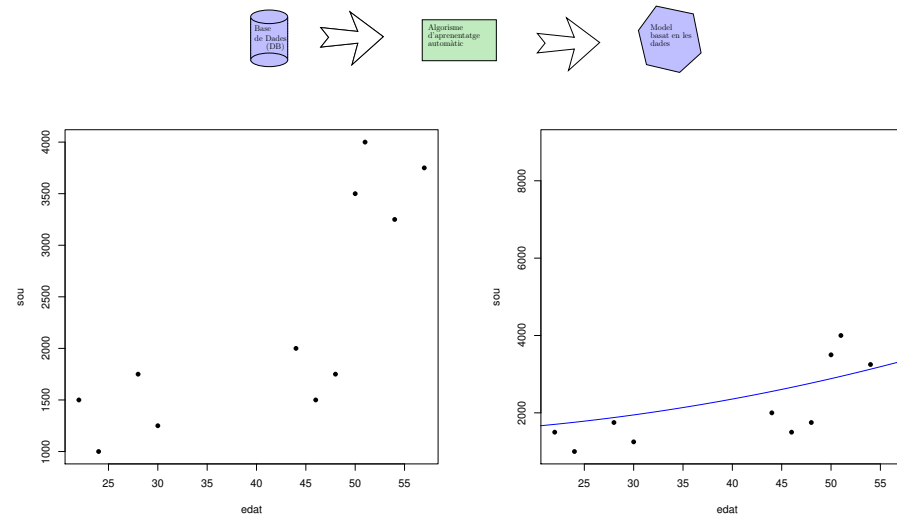 Base
de Dades
(DB)
Algorisme
d'aprenentatge
automàtic
Model
basat en les
dades
4000
3500
3000
2500
2000
1500
1000
sou
25 30 35 40 45 50 55
edat
8000
6000
4000
2000
sou
25 30 35 40 45 50 55
edat